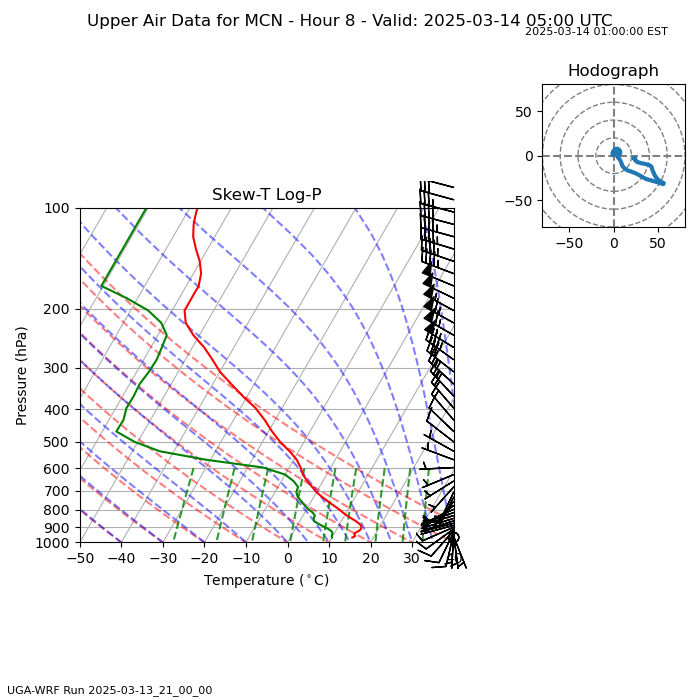 Upper Air Data for MCN - Hour 8 - Valid: 2025-03-14 05:00 UTC
2025-03-14 01:00:00 EST
Hodograph
50
0
−50
−50 0 50
Skew-T Log-P
100
200
300
400
500
600
700
800
900
1000
Pressure (hPa)
−50 −40 −30 −20 −10 0 10 20 30
Temperature (°C)
UGA-WRF Run 2025-03-13_21_00_00